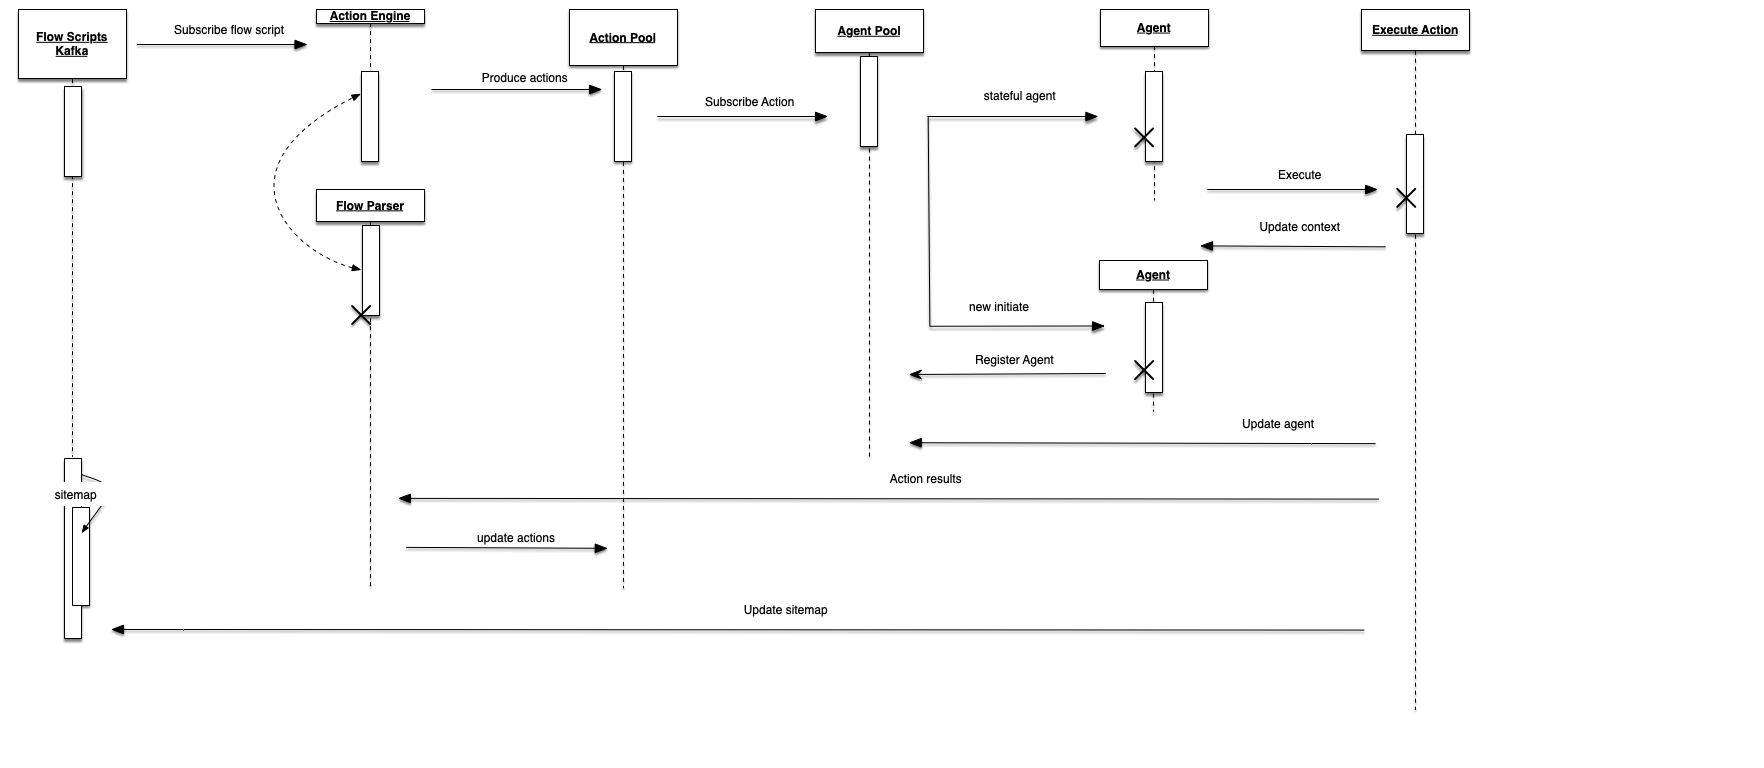 Flow Scripts
Kafka
Subscribe flow script
Action Engine
Produce actions
Action Pool
Subscribe Action
Agent Pool
stateful agent
Agent
Execute Action
Execute
Flow Parser
Update context
Agent
new initiate
Register Agent
Update agent
Action results
sitemap
update actions
Update sitemap